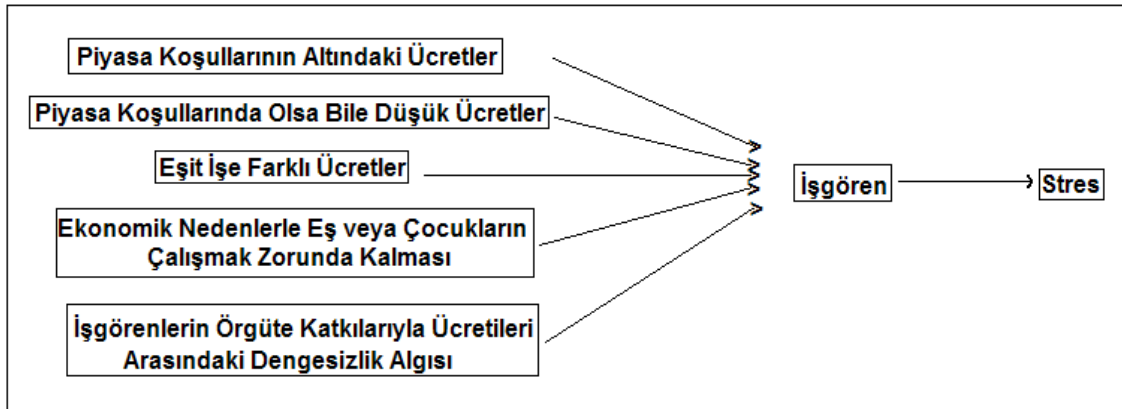 Piyasa Koşullarının Altındaki Ücretler
Piyasa Koşullarında Olsa Bile Düşük Ücretler
Eşit İşe Farklı Ücretler
Ekonomik Nedenlerle Eş veya Çocukların
Çalışmak Zorunda Kalması
İşgörenlerin Örgüte Katkılarıyla Ücretileri
Arasındaki Dengesizlik Algısı
İşgören
Stres